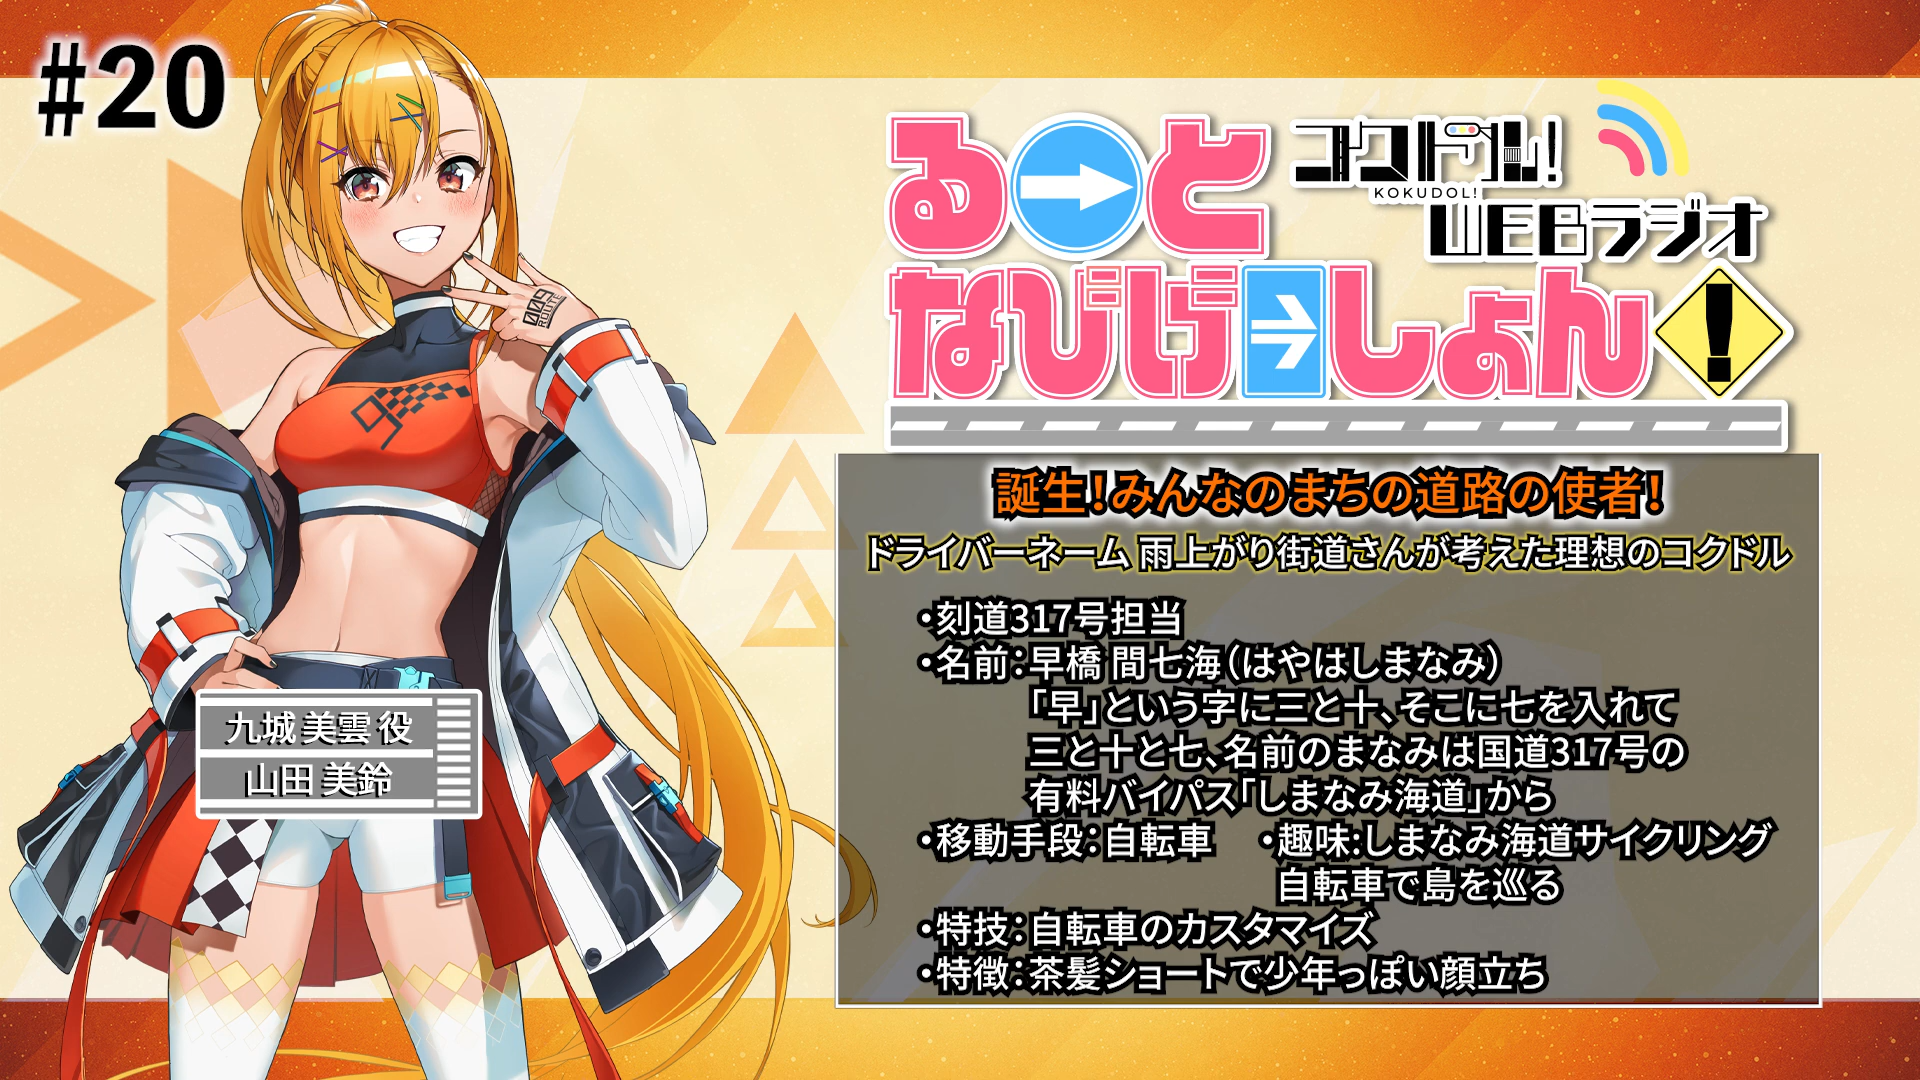 #20
る→と
コクドル!
KOKUDOL!
WEBラジオ
なびげ→しょん!
009
ROUTE
9
誕生!みんなのまちの道路の使者!
ドライバーネーム 雨上がり街道さんが考えた理想のコクドル
・刻道317号担当
・名前:早橋 間七海(はやはしまなみ)
「早」という字に三と十、そこに七を入れて
三と十と七、名前のまなみは国道317号の
有料バイパス「しまなみ海道」から
・移動手段:自転車 ・趣味:しまなみ海道サイクリング
自転車で島を巡る
・特技:自転車のカスタマイズ
・特徴:茶髪ショートで少年っぽい顔立ち
九城 美雲 役
山田 美鈴